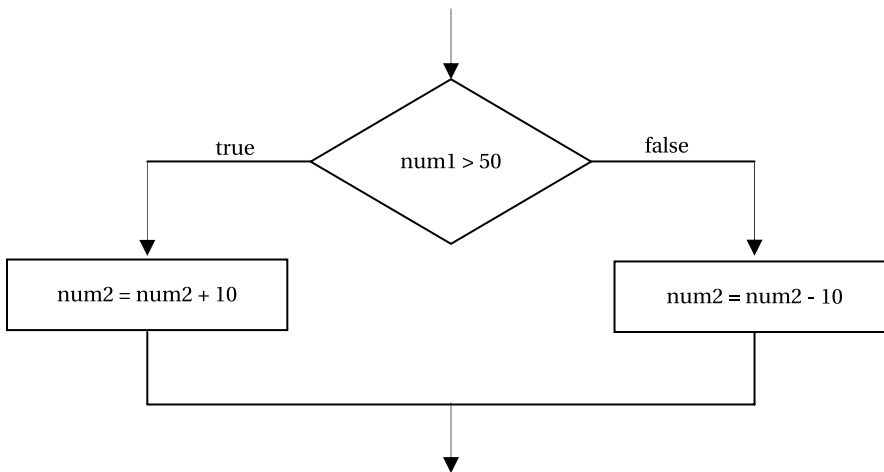 true
false
num1 > 50
num2 = num2 + 10
num2 = num2 - 10